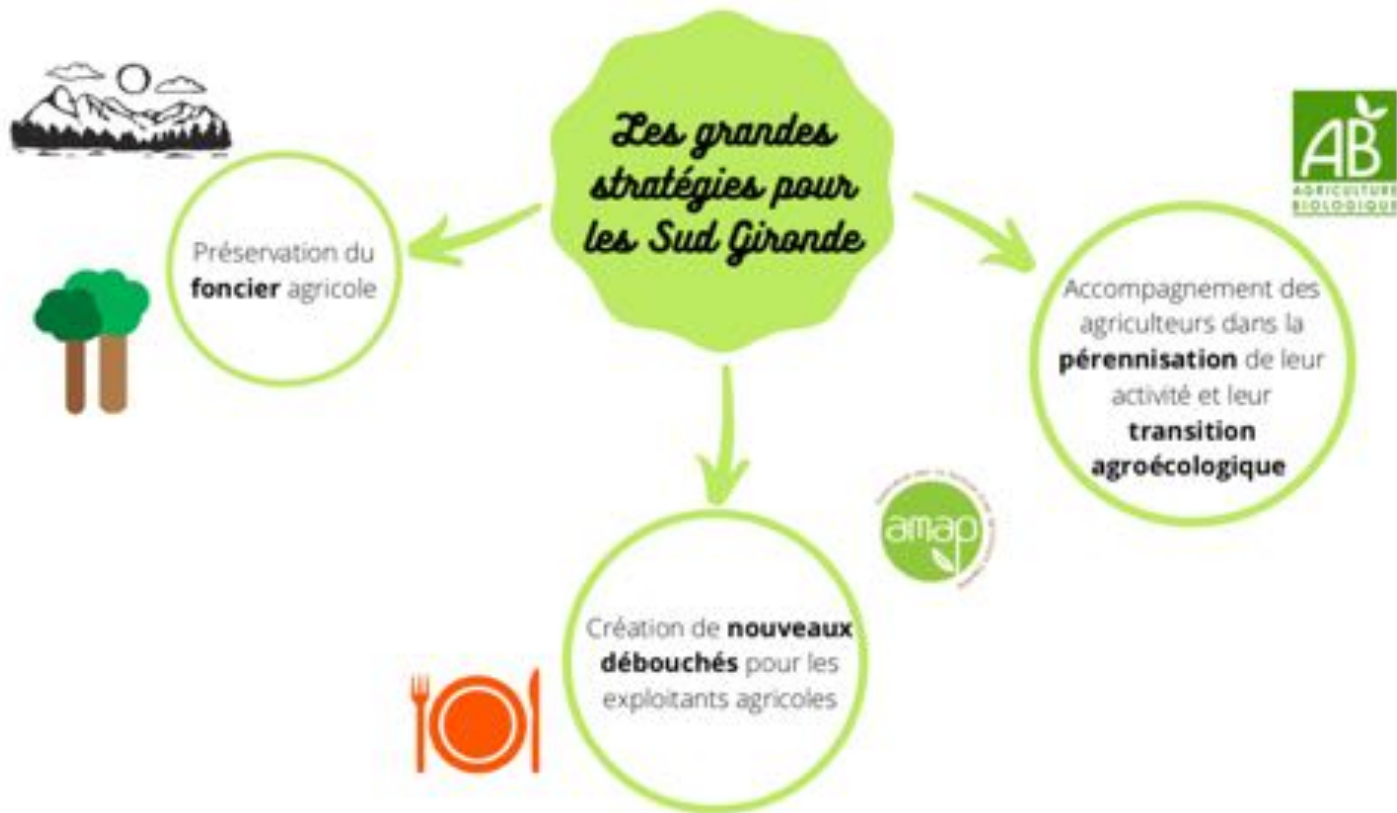 Les grandes
stratégies pour
les Sud Gironde
Préservation du
foncier agricole
AB
AGRICULTURE
BIOLOGIQUE
Accompagnement des
agriculteurs dans la
pérennisation de leur
activité et leur
transition
agroécologique
amap
Création de nouveaux
débouchés pour les
exploitants agricoles